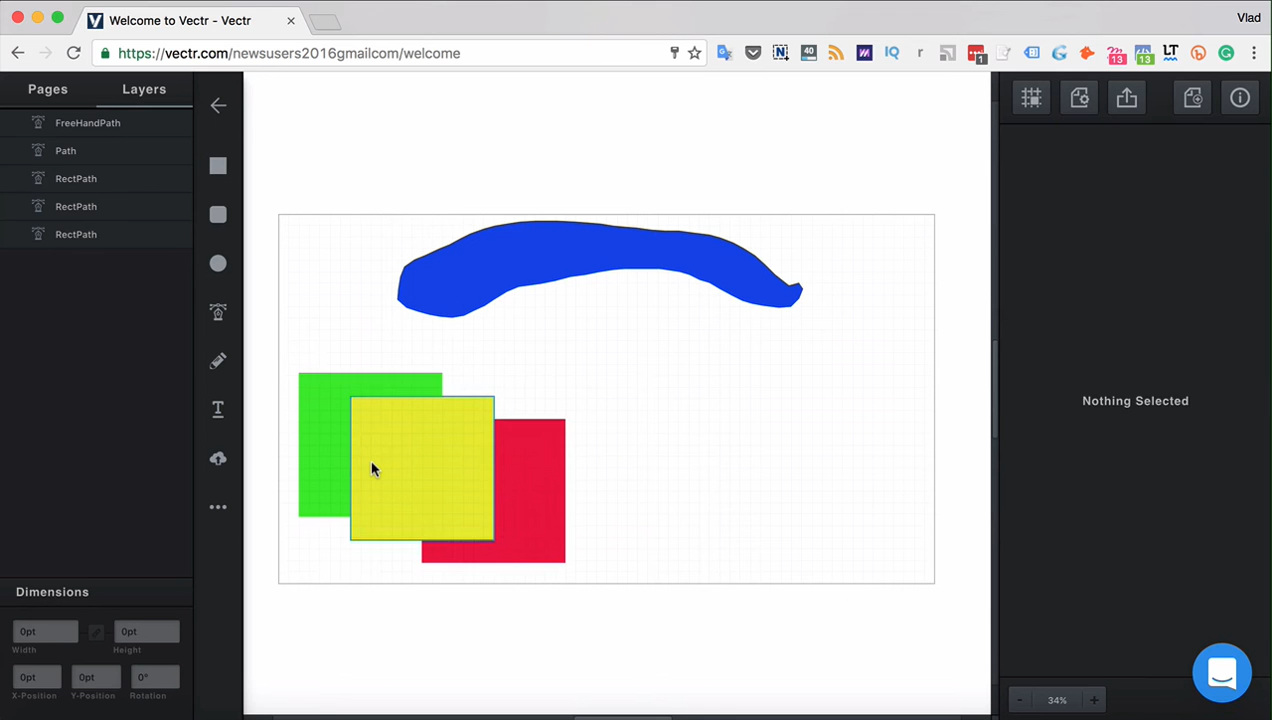 Welcome to Vectr - Vectr
Vlad
https://vectr.com/newsusers2016gmailcom/welcome
Pages Layers
FreeHandPath
Path
RectPath
RectPath
RectPath
Nothing Selected
Dimensions
0pt 0pt
Width Height
0pt 0pt 0°
X-Position Y-Position Rotation
- 34% +